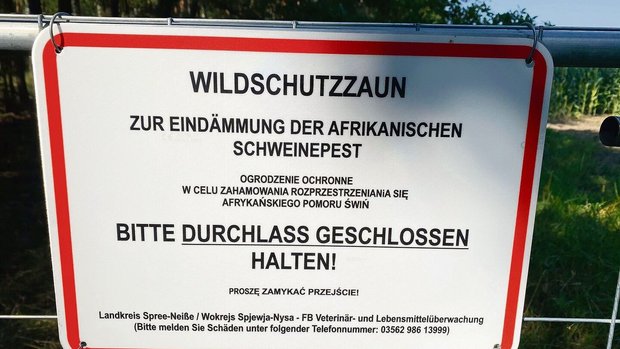 WILDSCHUTZZAUN
ZUR EINDÄMMUNG DER AFRIKANISCHEN
SCHWEINEPEST
OGRODZENIE OCHRONNE
W CELU ZAHAMOWANIA ROZPRZESTRZENIANiA SIĘ
AFRYKAŃSKIEGO POMORU ŚWIŃ
BITTE DURCHLASS GESCHLOSSEN
HALTEN!
PROSZĘ ZAMYKAĆ PRZEJŚCIE!
Landkreis Spree-Neiße / Wokrejs Spjewja-Nysa - FB Veterinär- und Lebensmittelüberwachung
(Bitte melden Sie Schäden unter folgender Telefonnummer: 03562 986 13999)